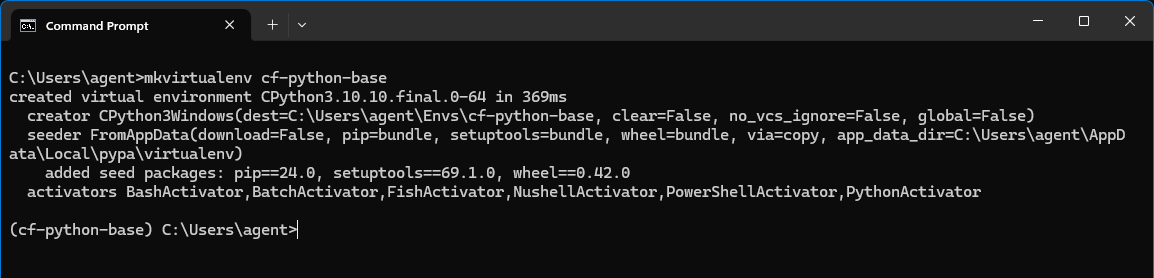 Command Prompt
C:\Users\agent>mkvirtualenv cf-python-base
created virtual environment CPython3.10.10.final.0-64 in 369ms
  creator CPython3Windows(dest=C:\Users\agent\Envs\cf-python-base, clear=False, no_vcs_ignore=False, global=False)
  seeder FromAppData(download=False, pip=bundle, setuptools=bundle, wheel=bundle, via=copy, app_data_dir=C:\Users\agent\AppD
ata\Local\pypa\virtualenv)
    added seed packages: pip==24.0, setuptools==69.1.0, wheel==0.42.0
  activators BashActivator,BatchActivator,FishActivator,NushellActivator,PowerShellActivator,PythonActivator
(cf-python-base) C:\Users\agent>